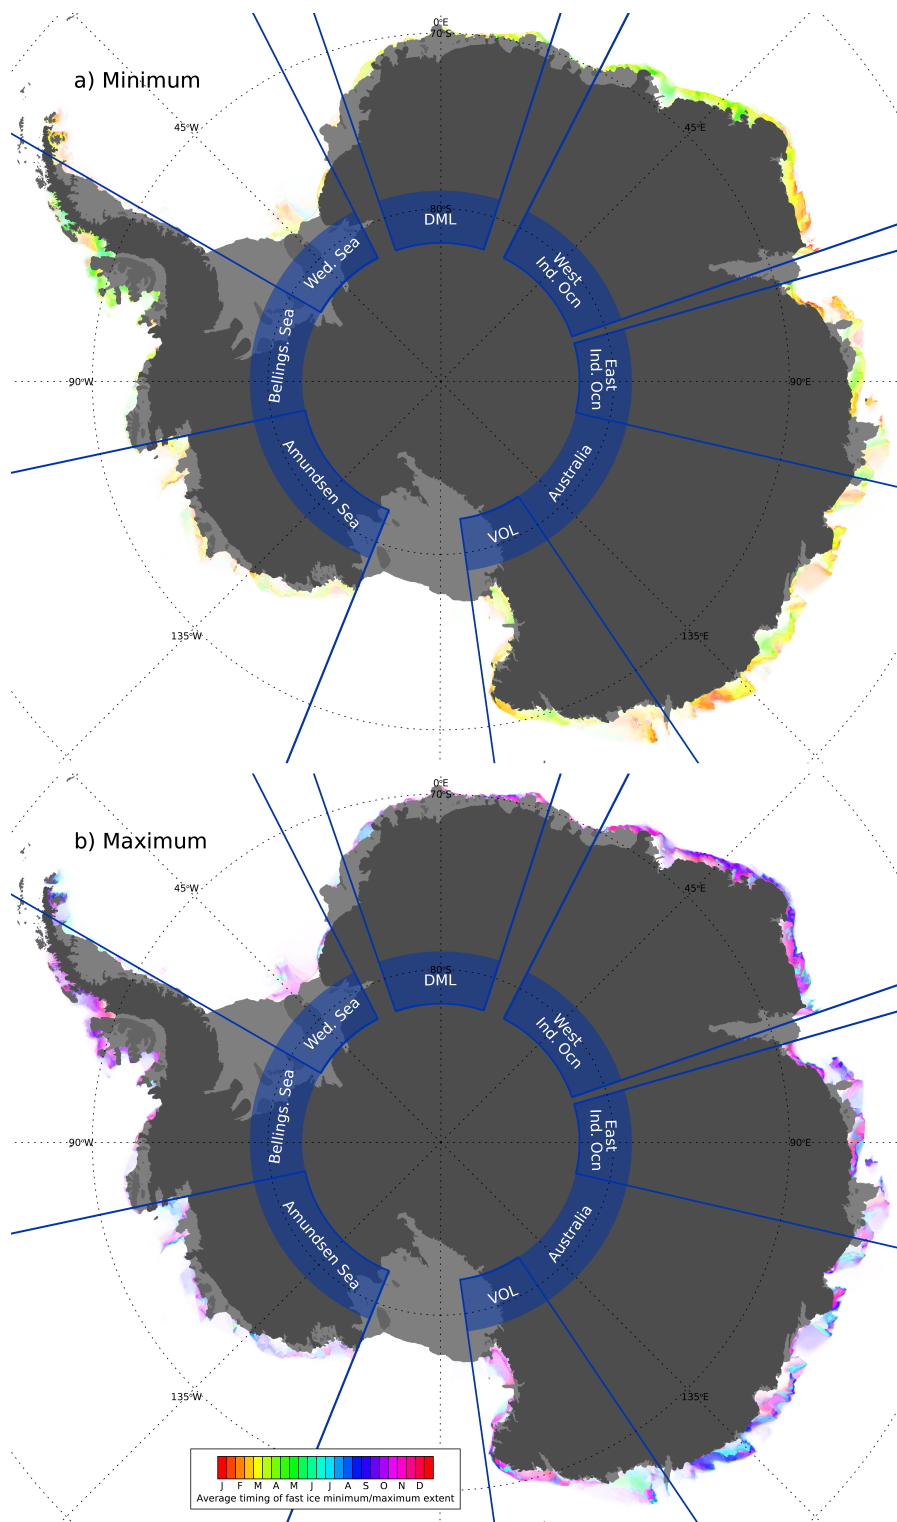 0°E
70°S
a) Minimum
45°W
45°E
80°S
DML
Wed. Sea
West
Ind. Ocn
Bellings. Sea
East
Ind. Ocn
90°W
90°E
Amundsen Sea
Australia
VOL
135°W
135°E
0°E
70°S
b) Maximum
45°W
45°E
80°S
DML
Wed. Sea
West
Ind. Ocn
Bellings. Sea
East
Ind. Ocn
90°W
90°E
Amundsen Sea
Australia
VOL
135°W
135°E
J F M A M J J A S O N D
Average timing of fast ice minimum/maximum extent